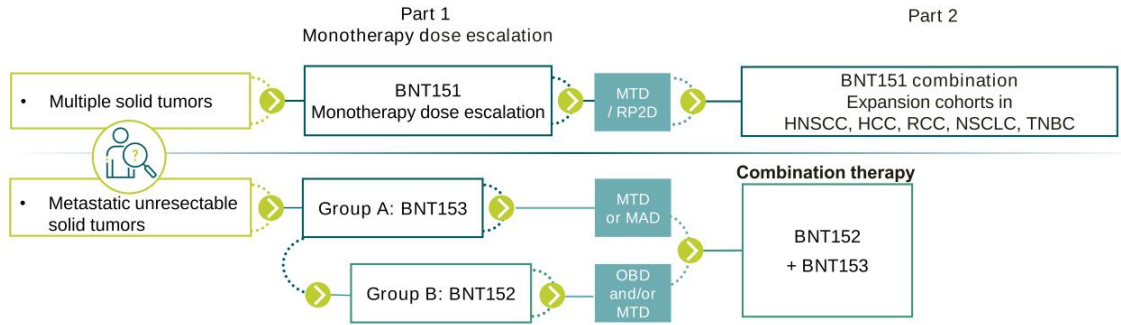 Part 1
Monotherapy dose escalation
Part 2
• Multiple solid tumors
BNT151
Monotherapy dose escalation
MTD
/ RP2D
BNT151 combination
Expansion cohorts in
HNSCC, HCC, RCC, NSCLC, TNBC
?
• Metastatic unresectable
solid tumors
Group A: BNT153
MTD
or MAD
Group B: BNT152
OBD
and/or
MTD
Combination therapy
BNT152
+ BNT153